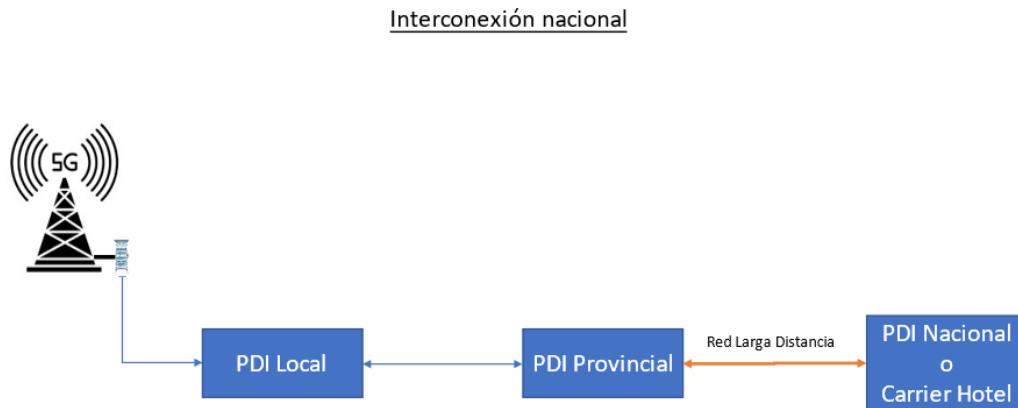 Interconexión nacional
5G
PDI Local
PDI Provincial
Red Larga Distancia
PDI Nacional
o
Carrier Hotel